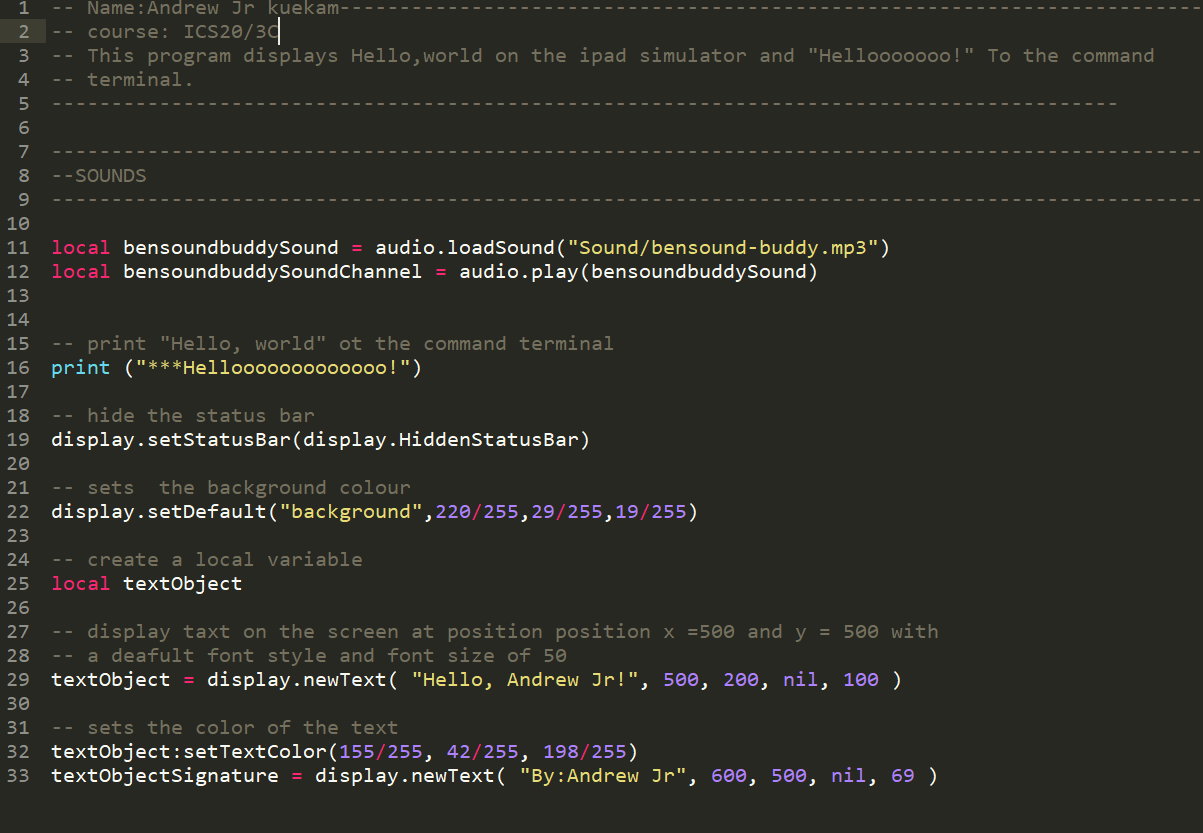 1 -- Name:Andrew Jr kuekam------------------------------------------------------------------------
2 -- course: ICS20/3C
3 -- This program displays Hello,world on the ipad simulator and "Hellooooooo!" To the command
4 -- terminal.
5 -----------------------------------------------------------------------------------------
6
7 ------------------------------------------------------------------------------------------------
8 --SOUNDS
9 ------------------------------------------------------------------------------------------------
10
11 local bensoundbuddySound = audio.loadSound("Sound/bensound-buddy.mp3")
12 local bensoundbuddySoundChannel = audio.play(bensoundbuddySound)
13
14
15 -- print "Hello, world" ot the command terminal
16 print ("***Hellooooooooooooo!")
17
18 -- hide the status bar
19 display.setStatusBar(display.HiddenStatusBar)
20
21 -- sets  the background colour
22 display.setDefault("background",220/255,29/255,19/255)
23
24 -- create a local variable
25 local textObject
26
27 -- display taxt on the screen at position position x =500 and y = 500 with
28 -- a deafult font style and font size of 50
29 textObject = display.newText( "Hello, Andrew Jr!", 500, 200, nil, 100 )
30
31 -- sets the color of the text
32 textObject:setTextColor(155/255, 42/255, 198/255)
33 textObjectSignature = display.newText( "By:Andrew Jr", 600, 500, nil, 69 )